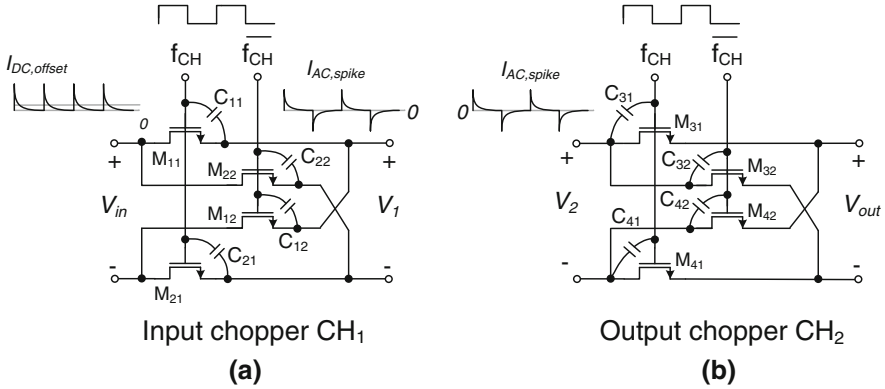 f_CH
f_CH
I_DC,offset
I_AC,spike
0
0
C_11
M_11
C_22
M_22
M_12
C_12
C_21
M_21
+
-
V_in
+
-
V_1
Input chopper CH_1
(a)
f_CH
f_CH
I_AC,spike
0
C_31
M_31
C_32
M_32
C_42
M_42
C_41
M_41
+
-
V_2
+
-
V_out
Output chopper CH_2
(b)